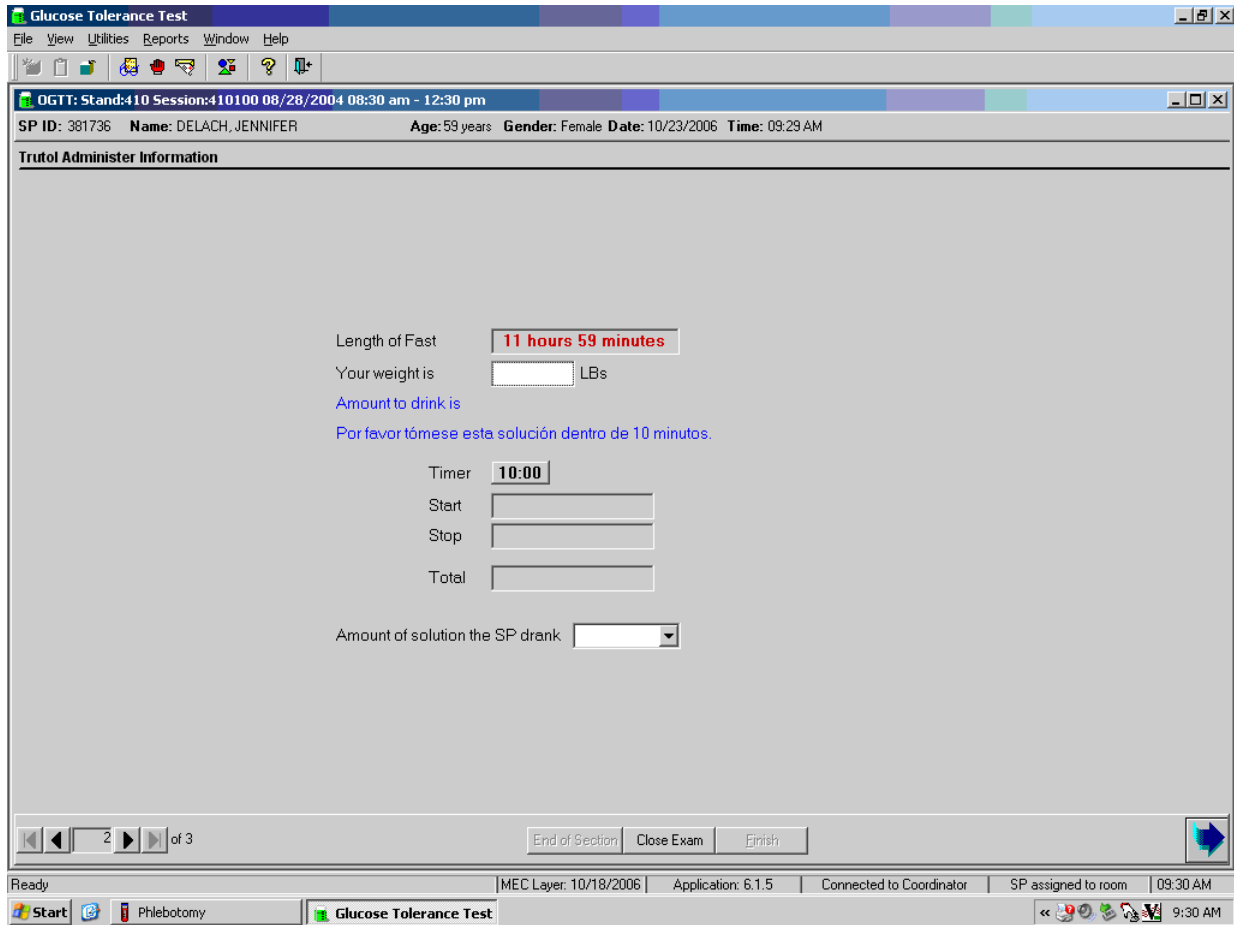 Glucose Tolerance Test
File View Utilities Reports Window Help
OGTT: Stand:410 Session:410100 08/28/2004 08:30 am - 12:30 pm
SP ID: 381736 Name: DELACH, JENNIFER Age: 59 years Gender: Female Date: 10/23/2006 Time: 09:29 AM
Trutol Administer Information
Length of Fast 11 hours 59 minutes
Your weight is LBs
Amount to drink is
Por favor tómese esta solución dentro de 10 minutos.
Timer 10:00
Start
Stop
Total
Amount of solution the SP drank
2 of 3 End of Section Close Exam Finish
Ready MEC Layer: 10/18/2006 Application: 6.1.5 Connected to Coordinator SP assigned to room 09:30 AM
Start Phlebotomy Glucose Tolerance Test « 9:30 AM